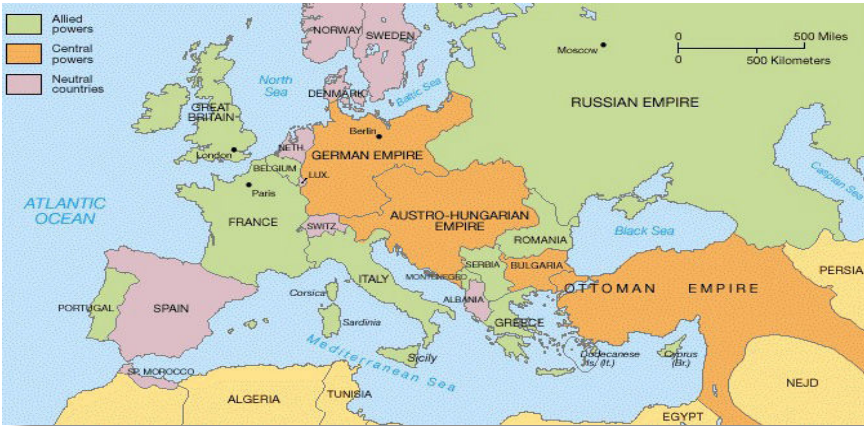 Allied
powers
Central
powers
Neutral
countries
NORWAY
SWEDEN
Moscow
0 500 Miles
0 500 Kilometers
North
Sea
DENMARK
Baltic Sea
RUSSIAN EMPIRE
GREAT
BRITAIN
Berlin
London
NETH.
GERMAN EMPIRE
BELGIUM
LUX.
Caspian Sea
Paris
ATLANTIC
OCEAN
FRANCE
AUSTRO-HUNGARIAN
EMPIRE
SWITZ
Black Sea
ROMANIA
SERBIA
BULGARIA
PERSIA
ITALY
MONTENEGRO
OTTOMAN EMPIRE
Corsica
ALBANIA
PORTUGAL
SPAIN
Sardinia
GREECE
Mediterranean Sea
Sicily
Dodecanese
Is. (It.)
Cyprus
(Br.)
SP. MOROCCO
NEJD
ALGERIA
TUNISIA
EGYPT